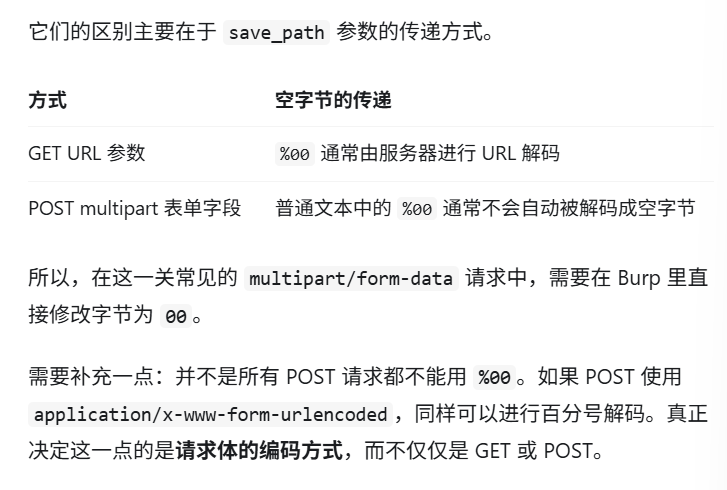 它们的区别主要在于 save_path 参数的传递方式。
方式 空字节的传递
GET URL 参数 %00 通常由服务器进行 URL 解码
POST multipart 表单字段 普通文本中的 %00 通常不会自动被解码成空字节
所以，在这一关常见的 multipart/form-data 请求中，需要在 Burp 里直
接修改字节为 00。
需要补充一点：并不是所有 POST 请求都不能用 %00。如果 POST 使用
application/x-www-form-urlencoded，同样可以进行百分号解码。真正
决定这一点的是请求体的编码方式，而不仅仅是 GET 或 POST。